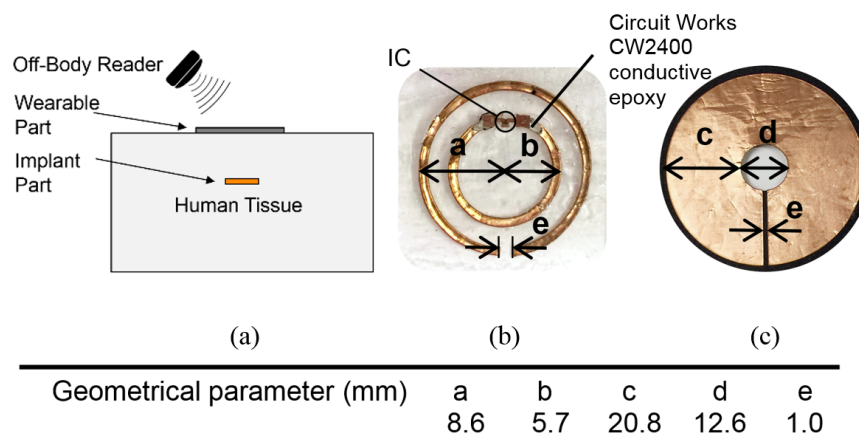 Off-Body Reader
Wearable
Part
Implant
Part
Human Tissue
(a)
IC
Circuit Works
CW2400
conductive
epoxy
a
b
e
(b)
c
d
e
(c)
Geometrical parameter (mm) a b c d e
8.6 5.7 20.8 12.6 1.0